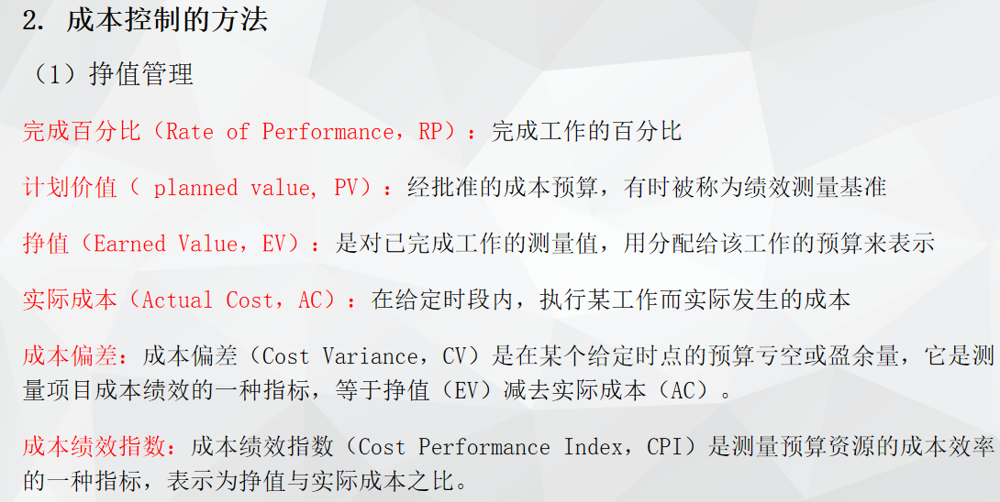 2. 成本控制的方法
（1）挣值管理
完成百分比（Rate of Performance，RP）：完成工作的百分比
计划价值（ planned value, PV）：经批准的成本预算，有时被称为绩效测量基准
挣值（Earned Value，EV）：是对已完成工作的测量值，用分配给该工作的预算来表示
实际成本（Actual Cost，AC）：在给定时段内，执行某工作而实际发生的成本
成本偏差：成本偏差（Cost Variance，CV）是在某个给定时点的预算亏空或盈余量，它是测
量项目成本绩效的一种指标，等于挣值（EV）减去实际成本（AC）。
成本绩效指数：成本绩效指数（Cost Performance Index，CPI）是测量预算资源的成本效率
的一种指标，表示为挣值与实际成本之比。